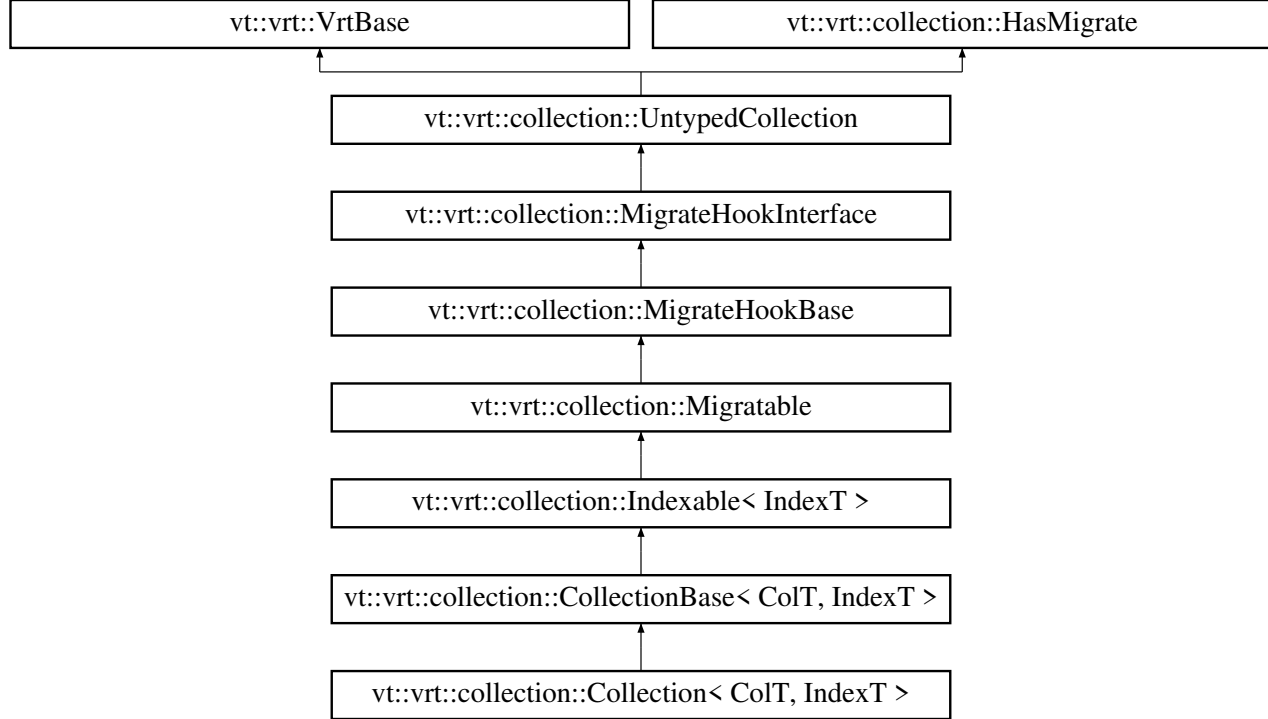 vt::vrt::VrtBase
vt::vrt::collection::HasMigrate
vt::vrt::collection::UntypedCollection
vt::vrt::collection::MigrateHookInterface
vt::vrt::collection::MigrateHookBase
vt::vrt::collection::Migratable
vt::vrt::collection::Indexable< IndexT >
vt::vrt::collection::CollectionBase< ColT, IndexT >
vt::vrt::collection::Collection< ColT, IndexT >